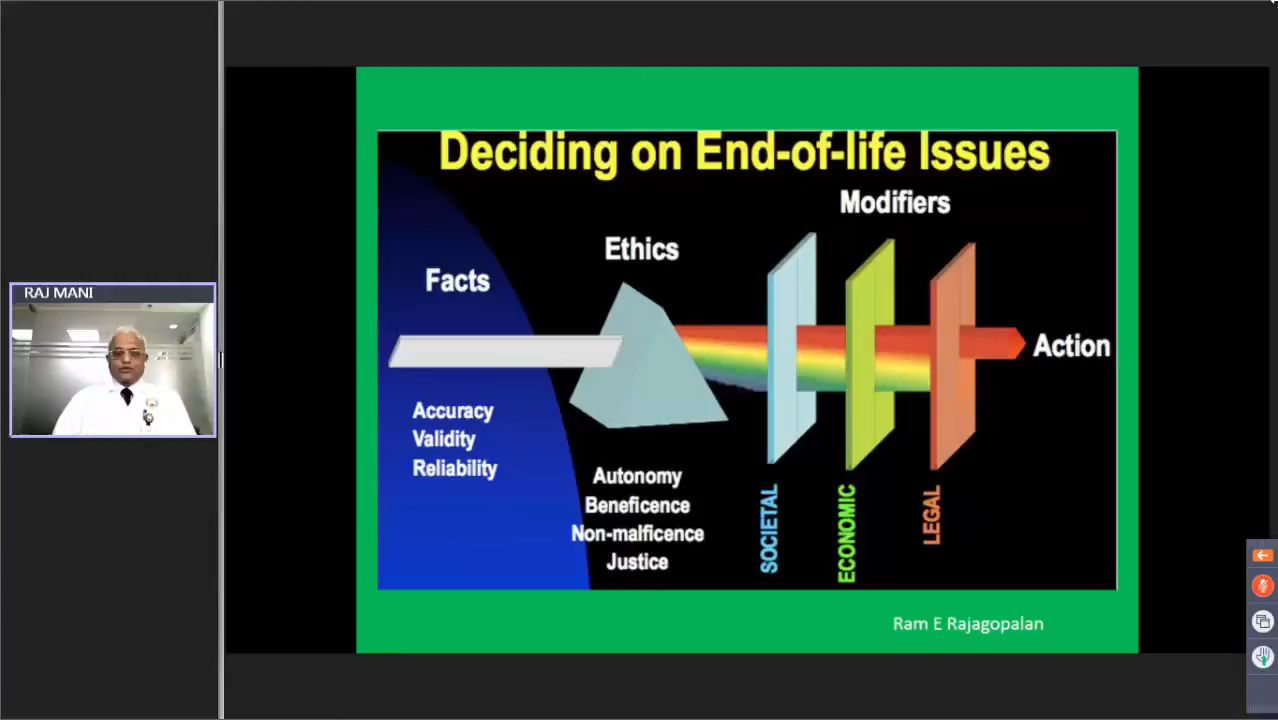 RAJ MANI
Deciding on End-of-life Issues
Modifiers
Ethics
Facts
Action
Accuracy
Validity
Reliability
Autonomy
Beneficence
Non-malficence
Justice
SOCIETAL
ECONOMIC
LEGAL
Ram E Rajagopalan